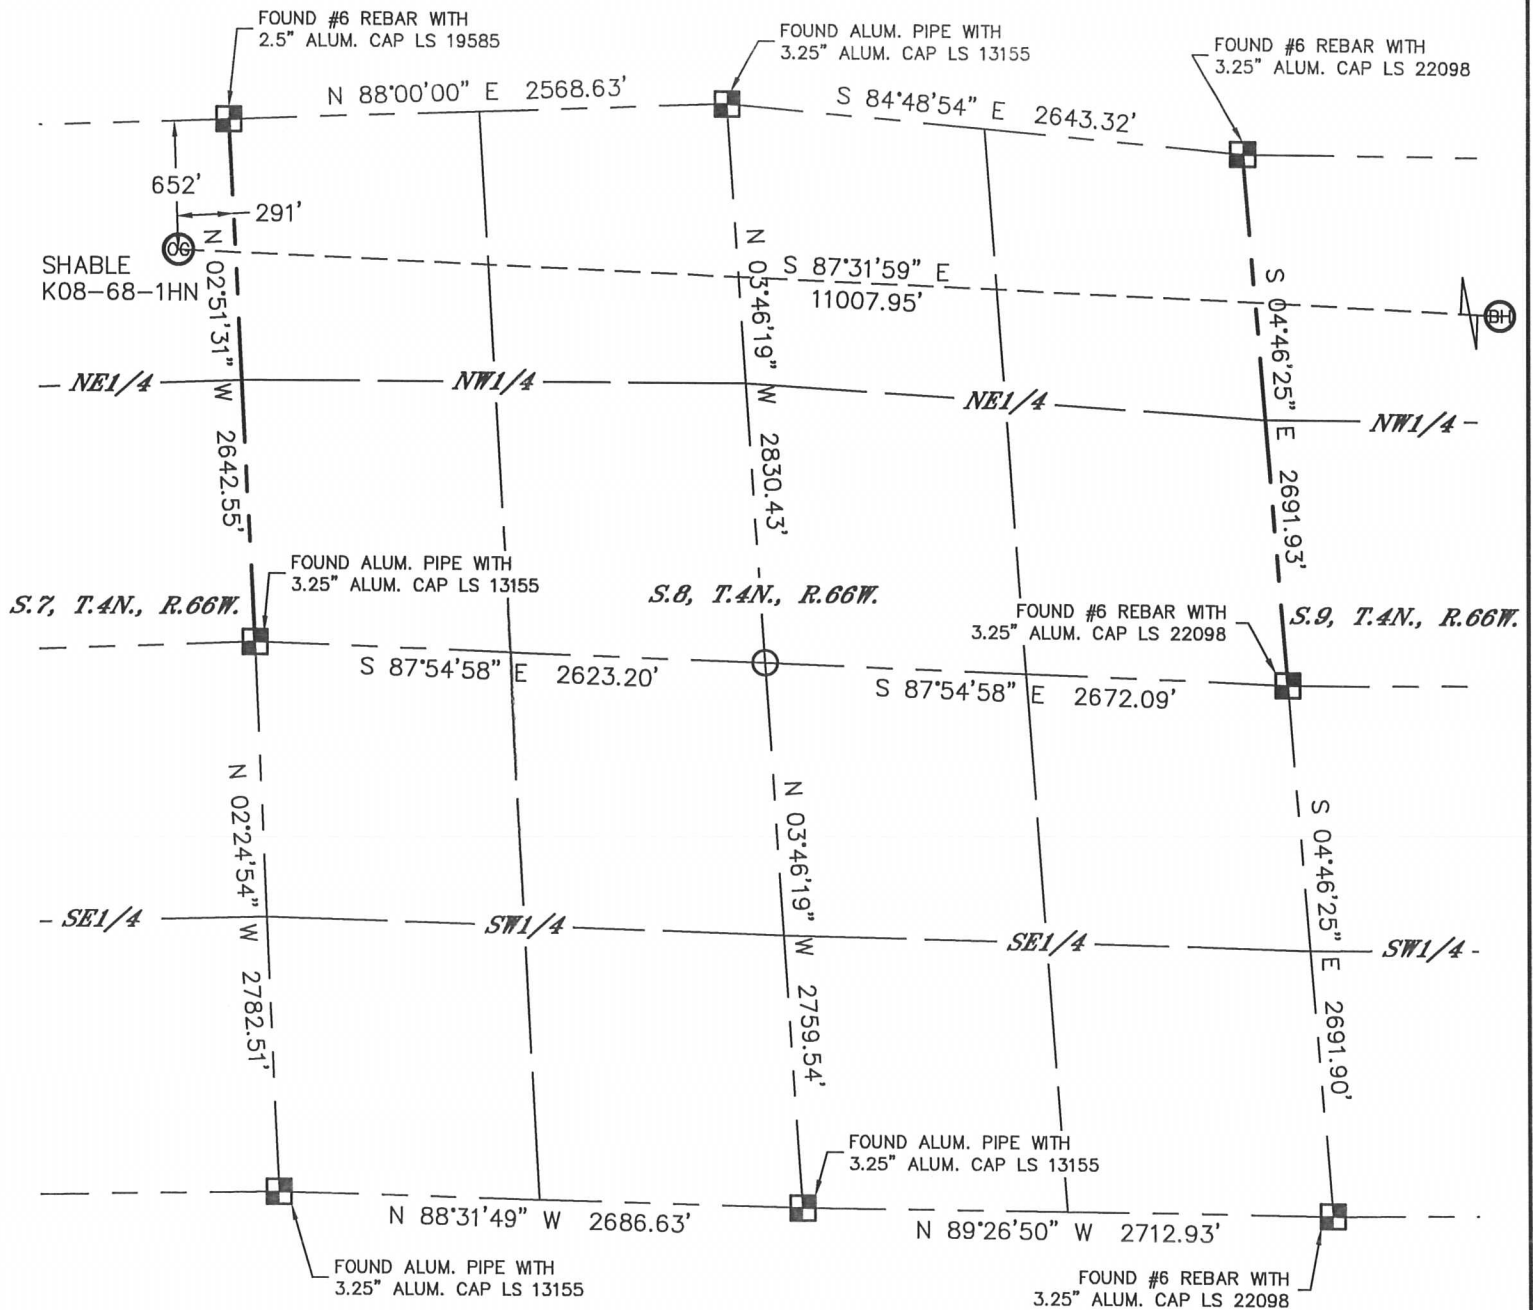 FOUND #6 REBAR WITH
2.5" ALUM. CAP LS 19585
FOUND ALUM. PIPE WITH
3.25" ALUM. CAP LS 13155
FOUND #6 REBAR WITH
3.25" ALUM. CAP LS 22098
N 88°00'00" E 2568.63'
S 84°48'54" E 2643.32'
652'
291'
OG
SHABLE
K08-68-1HN
N 02°51'31" W 2642.55'
N 03°46'19" W 2830.43'
S 87°31'59" E
11007.95'
S 04°46'25" E 2691.93'
BH
NE1/4
NW1/4
NE1/4
NW1/4
FOUND ALUM. PIPE WITH
3.25" ALUM. CAP LS 13155
S.7, T.4N., R.66W.
S.8, T.4N., R.66W.
FOUND #6 REBAR WITH
3.25" ALUM. CAP LS 22098
S.9, T.4N., R.66W.
S 87°54'58" E 2623.20'
S 87°54'58" E 2672.09'
N 02°24'54" W 2782.51'
N 03°46'19" W 2759.54'
S 04°46'25" E 2691.90'
SE1/4
SW1/4
SE1/4
SW1/4
FOUND ALUM. PIPE WITH
3.25" ALUM. CAP LS 13155
N 88°31'49" W 2686.63'
N 89°26'50" W 2712.93'
FOUND ALUM. PIPE WITH
3.25" ALUM. CAP LS 13155
FOUND #6 REBAR WITH
3.25" ALUM. CAP LS 22098